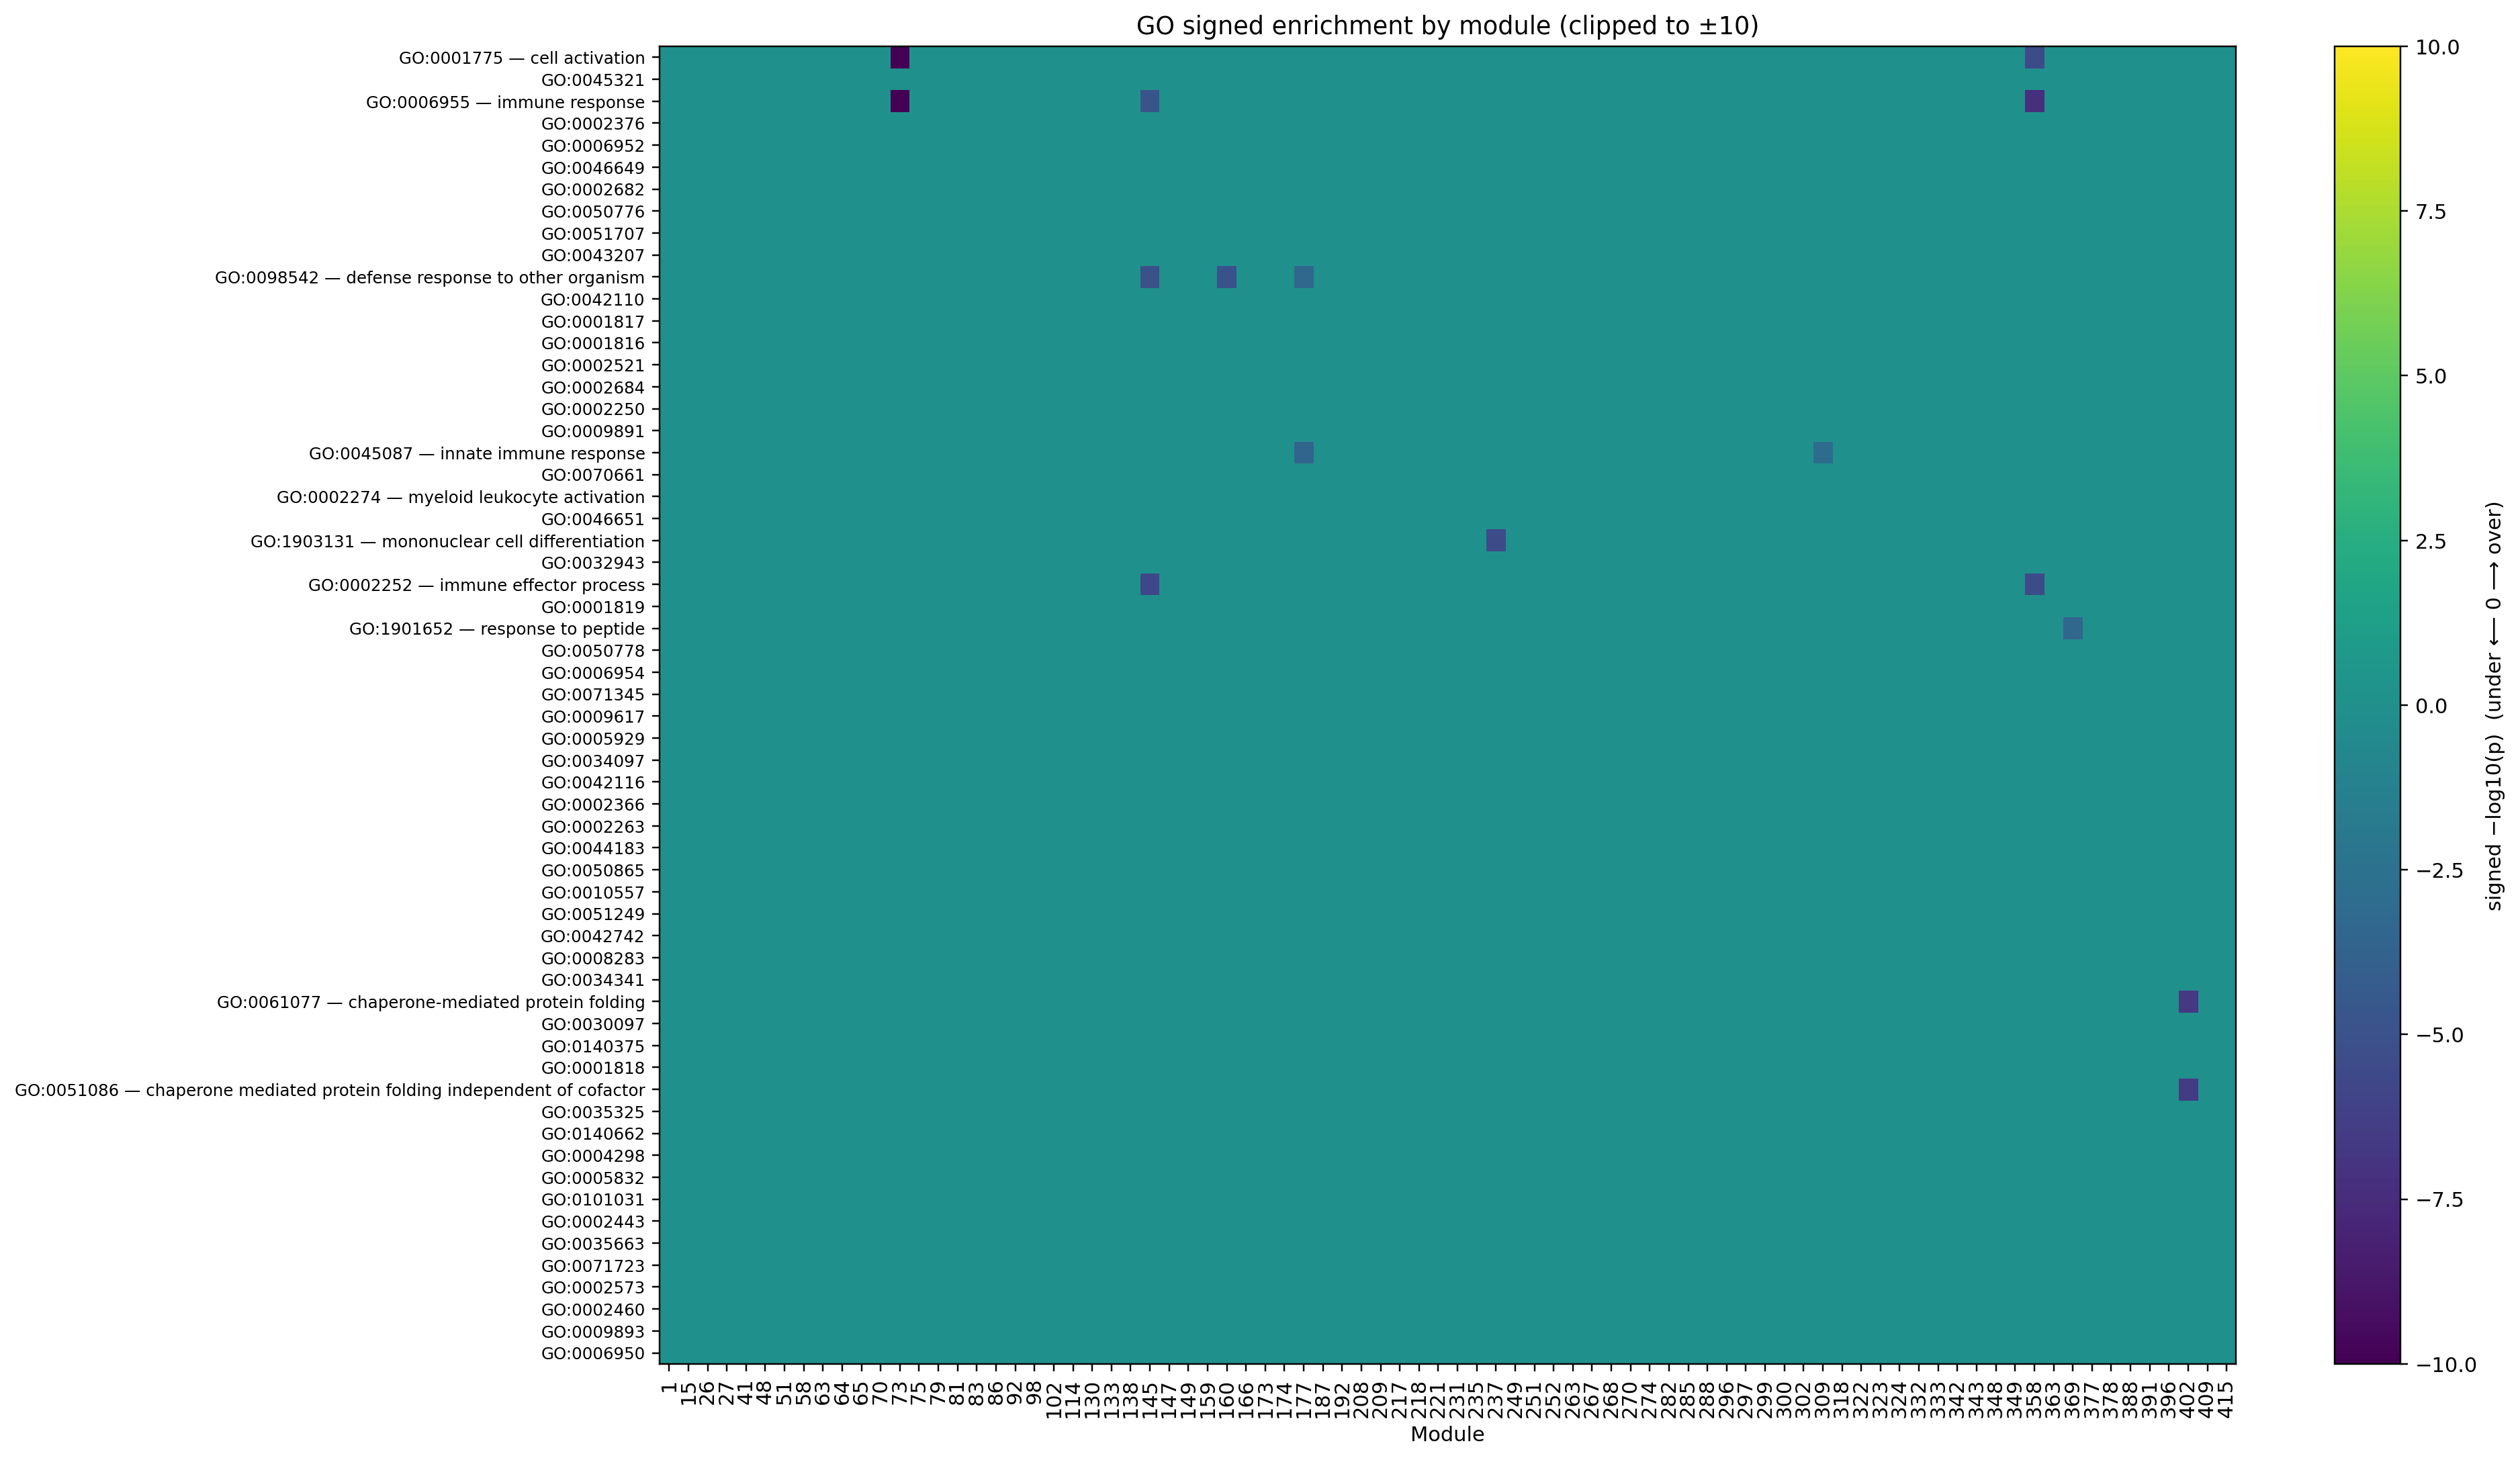 GO signed enrichment by module (clipped to ±10)
GO:0001775 — cell activation
GO:0045321
GO:0006955 — immune response
GO:0002376
GO:0006952
GO:0046649
GO:0002682
GO:0050776
GO:0051707
GO:0043207
GO:0098542 — defense response to other organism
GO:0042110
GO:0001817
GO:0001816
GO:0002521
GO:0002684
GO:0002250
GO:0009891
GO:0045087 — innate immune response
GO:0070661
GO:0002274 — myeloid leukocyte activation
GO:0046651
GO:1903131 — mononuclear cell differentiation
GO:0032943
GO:0002252 — immune effector process
GO:0001819
GO:1901652 — response to peptide
GO:0050778
GO:0006954
GO:0071345
GO:0009617
GO:0005929
GO:0034097
GO:0042116
GO:0002366
GO:0002263
GO:0044183
GO:0050865
GO:0010557
GO:0051249
GO:0042742
GO:0008283
GO:0034341
GO:0061077 — chaperone-mediated protein folding
GO:0030097
GO:0140375
GO:0001818
GO:0051086 — chaperone mediated protein folding independent of cofactor
GO:0035325
GO:0140662
GO:0004298
GO:0005832
GO:0101031
GO:0002443
GO:0035663
GO:0071723
GO:0002573
GO:0002460
GO:0009893
GO:0006950
1 15 26 27 41 48 51 58 63 64 65 70 73 75 79 81 83 86 92 98 102 114 130 133 138 145 147 149 159 160 166 173 174 177 187 192 208 209 217 218 221 231 235 237 249 251 252 263 267 268 270 274 282 285 288 296 297 299 300 302 309 318 322 323 324 332 333 342 343 348 349 358 363 369 377 378 388 391 396 402 409 415
Module
10.0
7.5
5.0
2.5
0.0
−2.5
−5.0
−7.5
−10.0
signed −log10(p)  (under ⟵ 0 ⟶ over)